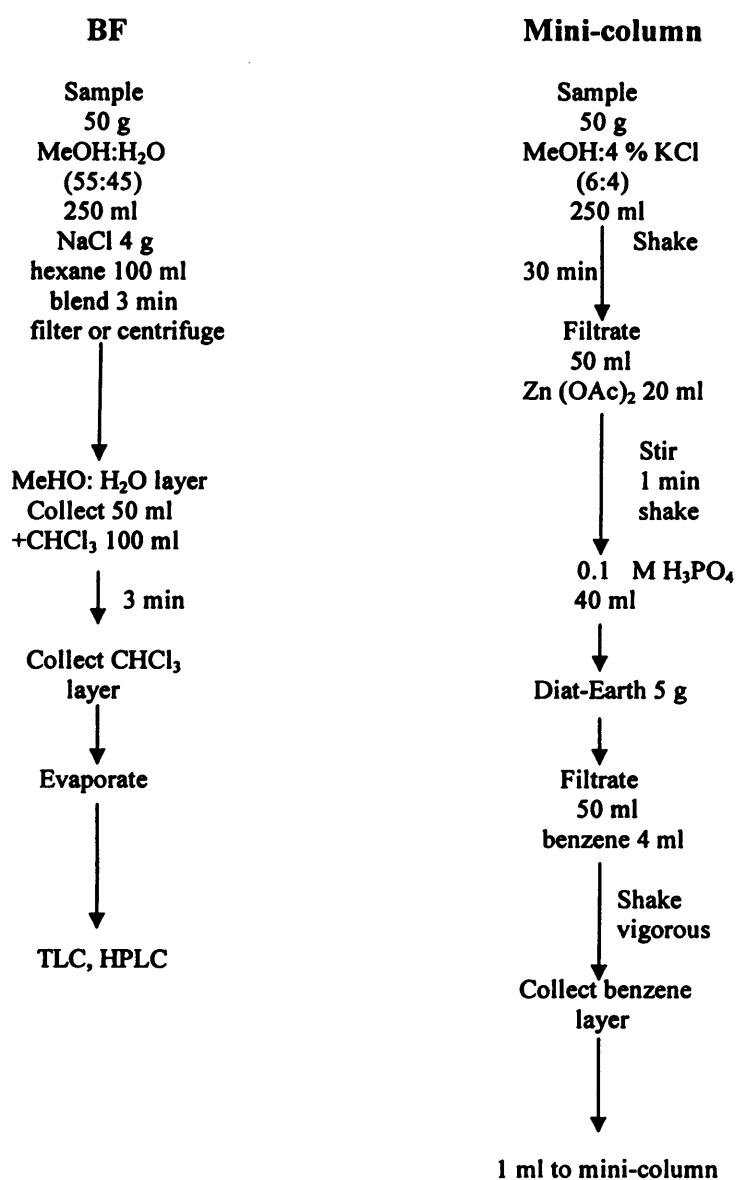 BF
Sample
50 g
MeOH:H₂O
(55:45)
250 ml
NaCl 4 g
hexane 100 ml
blend 3 min
filter or centrifuge
MeHO: H₂O layer
Collect 50 ml
+CHCl₃ 100 ml
3 min
Collect CHCl₃
layer
Evaporate
TLC, HPLC
Mini-column
Sample
50 g
MeOH:4 % KCl
(6:4)
250 ml
Shake
30 min
Filtrate
50 ml
Zn (OAc)₂ 20 ml
Stir
1 min
shake
0.1 M H₃PO₄
40 ml
Diat-Earth 5 g
Filtrate
50 ml
benzene 4 ml
Shake
vigorous
Collect benzene
layer
1 ml to mini-column